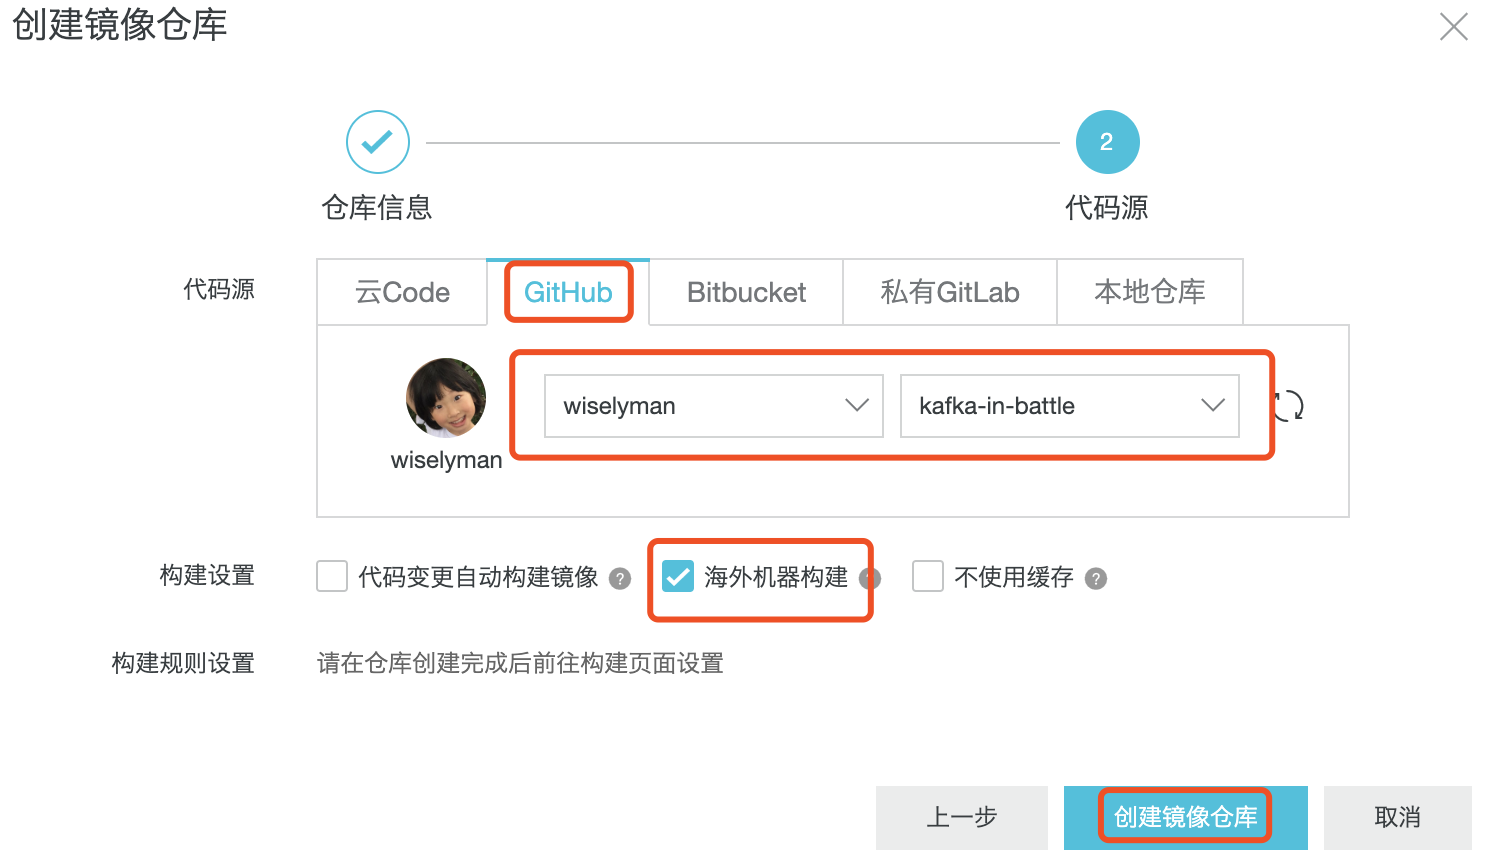 创建镜像仓库
2
仓库信息
代码源
代码源
云Code
GitHub
Bitbucket
私有GitLab
本地仓库
wiselyman
kafka-in-battle
wiselyman
构建设置
代码变更自动构建镜像 ?
海外机器构建 ?
不使用缓存 ?
构建规则设置
请在仓库创建完成后前往构建页面设置
上一步
创建镜像仓库
取消